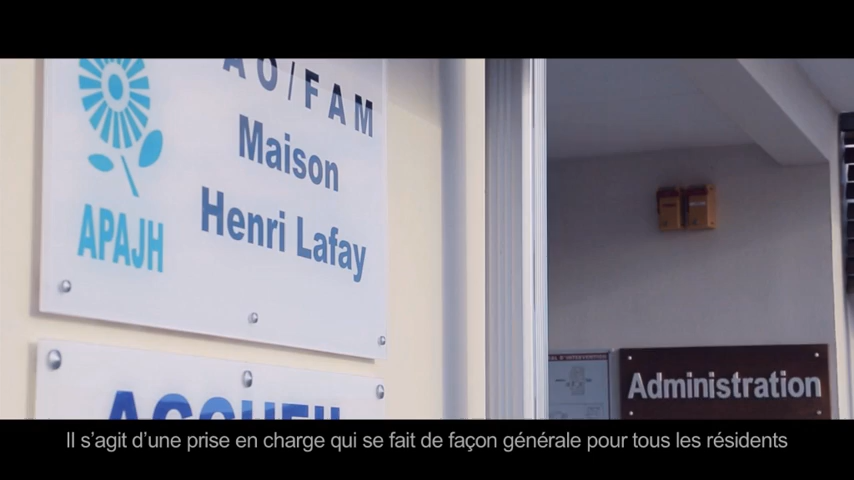 AO/FAM
Maison
Henri Lafay
APAJH
ACCUEIL
Administration
Il s’agit d’une prise en charge qui se fait de façon générale pour tous les résidents